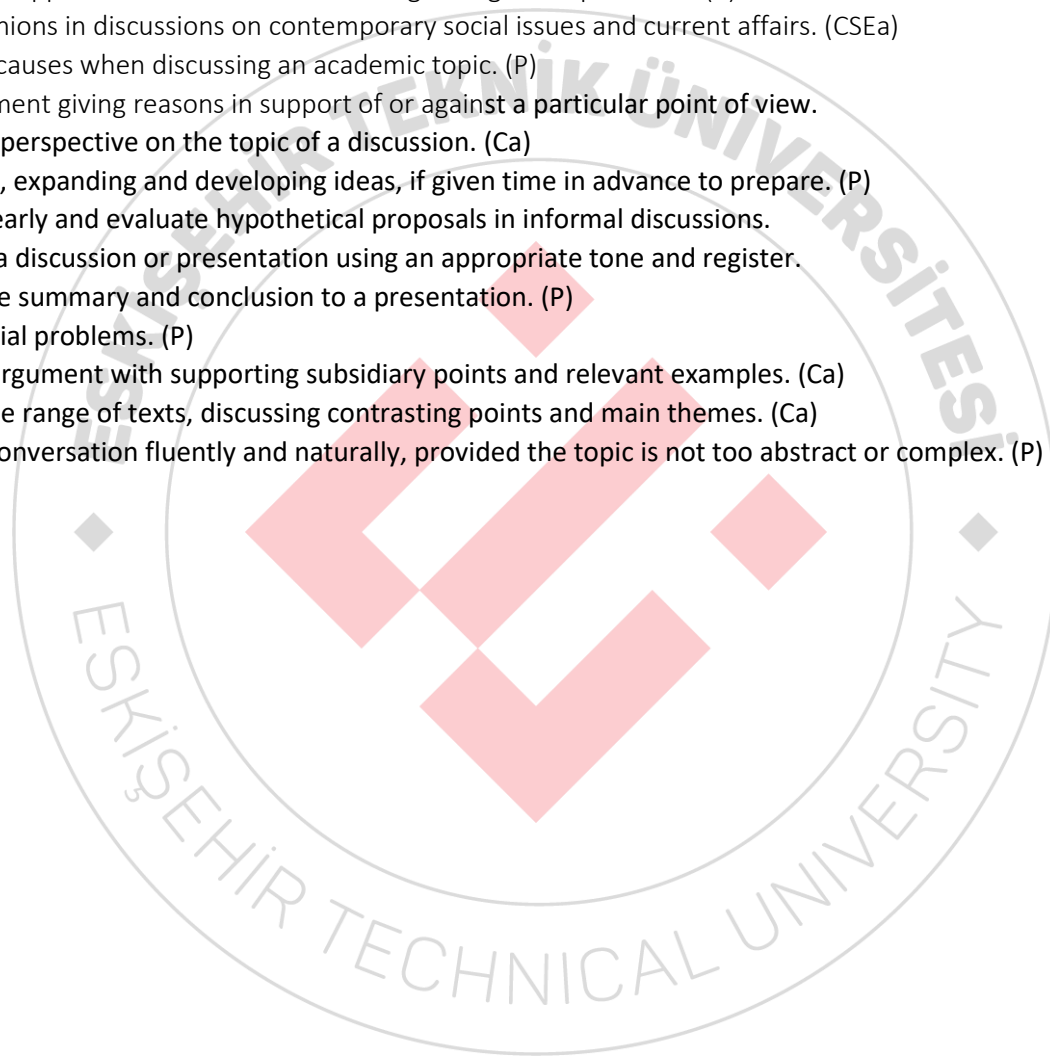 nions in discussions on contemporary social issues and current affairs. (CSEa)
causes when discussing an academic topic. (P)
ment giving reasons in support of or against a particular point of view.
perspective on the topic of a discussion. (Ca)
, expanding and developing ideas, if given time in advance to prepare. (P)
early and evaluate hypothetical proposals in informal discussions.
a discussion or presentation using an appropriate tone and register.
e summary and conclusion to a presentation. (P)
ial problems. (P)
rgument with supporting subsidiary points and relevant examples. (Ca)
e range of texts, discussing contrasting points and main themes. (Ca)
onversation fluently and naturally, provided the topic is not too abstract or complex. (P)
ESKİŞEHİR TEKNİK ÜNİVERSİTESİ
ESKİŞEHİR TECHNICAL UNIVERSITY